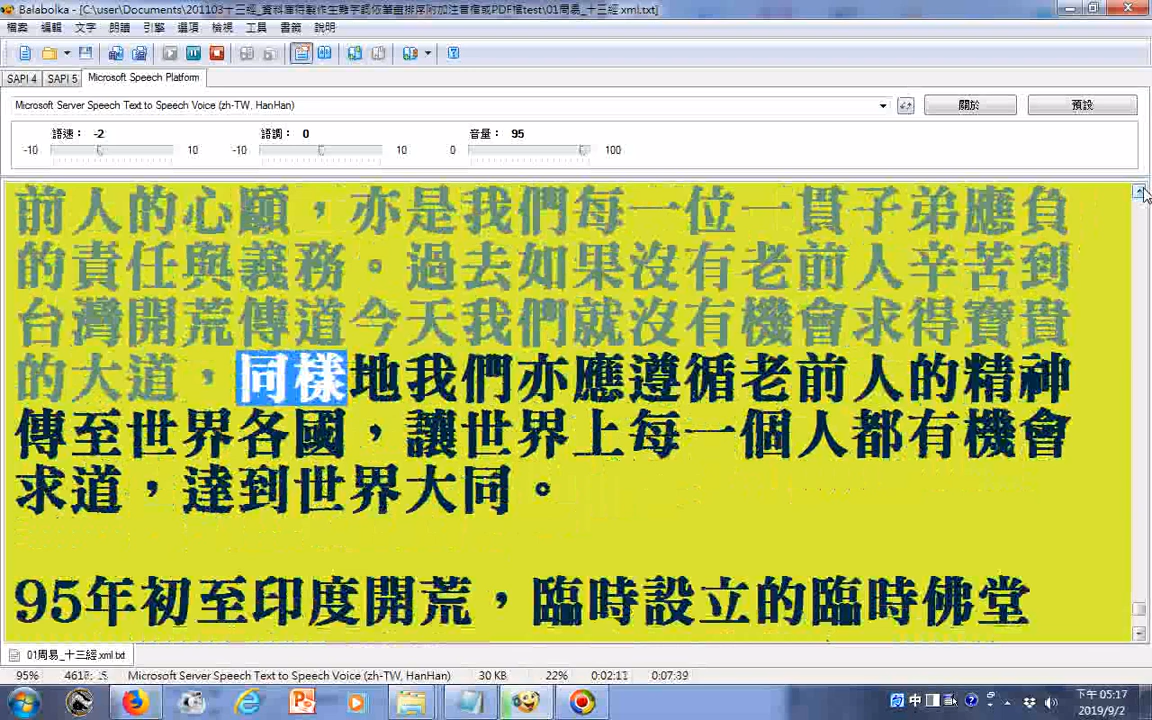 Balabolka - [C:\user\Documents\201103十三經_資料庫待製作生難字詞依筆畫排序附加注音檔或PDF檔test\01周易_十三經 xml.txt]
檔案 編輯 文字 朗讀 引擎 選項 檢視 工具 書籤 說明
SAPI 4 SAPI 5 Microsoft Speech Platform
Microsoft Server Speech Text to Speech Voice (zh-TW, HanHan) 關於 預設
語速： -2 語調： 0 音量： 95
-10 10 -10 10 0 100
前人的心願，亦是我們每一位一貫子弟應負
的責任與義務。過去如果沒有老前人辛苦到
台灣開荒傳道今天我們就沒有機會求得寶貴
的大道，同樣地我們亦應遵循老前人的精神
傳至世界各國，讓世界上每一個人都有機會
求道，達到世界大同。
95年初至印度開荒，臨時設立的臨時佛堂
01周易_十三經.xml.txt
95% Microsoft Server Speech Text to Speech Voice (zh-TW, HanHan) 30 KB 22% 0:02:11 0:07:39
中 下午 05:17
2019/9/2